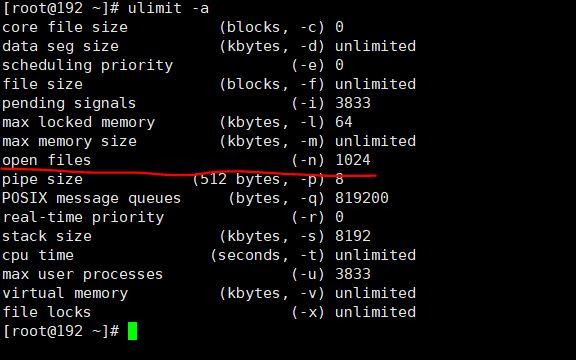 [root@192 ~]# ulimit -a
core file size          (blocks, -c) 0
data seg size           (kbytes, -d) unlimited
scheduling priority             (-e) 0
file size               (blocks, -f) unlimited
pending signals                 (-i) 3833
max locked memory       (kbytes, -l) 64
max memory size         (kbytes, -m) unlimited
open files                      (-n) 1024
pipe size            (512 bytes, -p) 8
POSIX message queues     (bytes, -q) 819200
real-time priority              (-r) 0
stack size              (kbytes, -s) 8192
cpu time               (seconds, -t) unlimited
max user processes              (-u) 3833
virtual memory          (kbytes, -v) unlimited
file locks                      (-x) unlimited
[root@192 ~]#